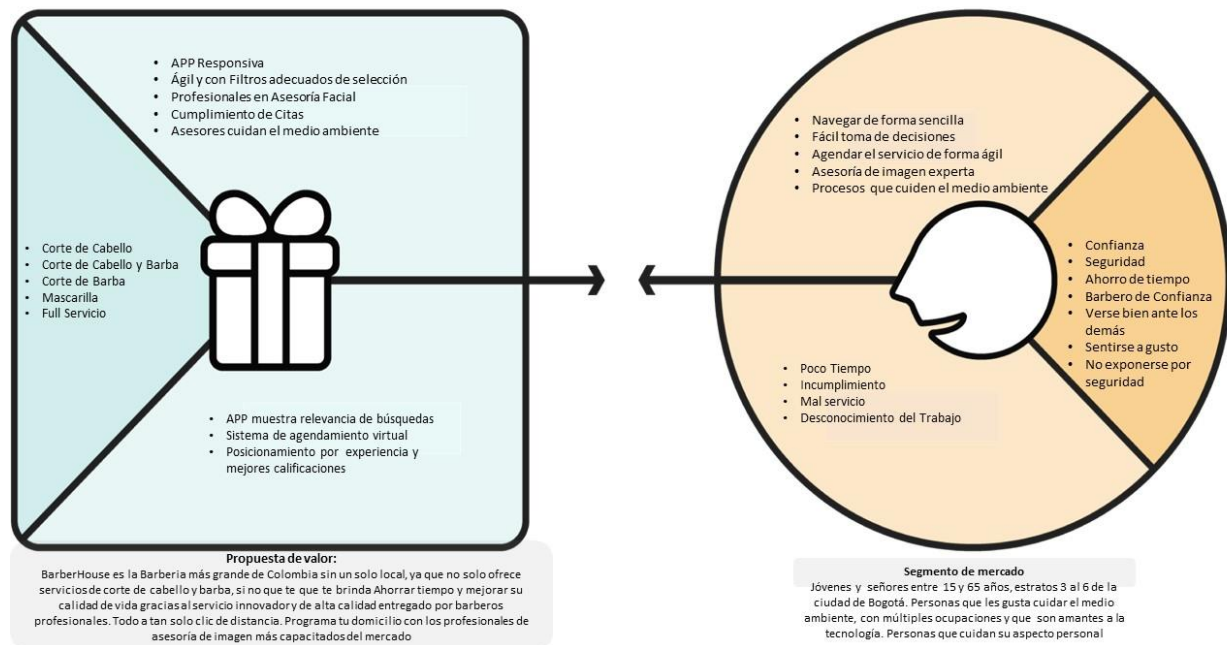 • APP Responsiva
• Ágil y con Filtros adecuados de selección
• Profesionales en Asesoría Facial
• Cumplimiento de Citas
• Asesores cuidan el medio ambiente
• Corte de Cabello
• Corte de Cabello y Barba
• Corte de Barba
• Mascarilla
• Full Servicio
• APP muestra relevancia de búsquedas
• Sistema de agendamiento virtual
• Posicionamiento por experiencia y
mejores calificaciones
Propuesta de valor:
BarberHouse es la Barberia más grande de Colombia sin un solo local, ya que no solo ofrece
servicios de corte de cabello y barba, si no que te que te brinda Ahorrar tiempo y mejorar su
calidad de vida gracias al servicio innovador y de alta calidad entregado por barberos
profesionales. Todo a tan solo clic de distancia. Programa tu domicilio con los profesionales de
asesoría de imagen más capacitados del mercado
• Navegar de forma sencilla
• Fácil toma de decisiones
• Agendar el servicio de forma ágil
• Asesoría de imagen experta
• Procesos que cuiden el medio ambiente
• Confianza
• Seguridad
• Ahorro de tiempo
• Barbero de Confianza
• Verse bien ante los
demás
• Sentirse a gusto
• No exponerse por
seguridad
• Poco Tiempo
• Incumplimiento
• Mal servicio
• Desconocimiento del Trabajo
Segmento de mercado
Jóvenes y señores entre 15 y 65 años, estratos 3 al 6 de la
ciudad de Bogotá. Personas que les gusta cuidar el medio
ambiente, con múltiples ocupaciones y que son amantes a la
tecnología. Personas que cuidan su aspecto personal